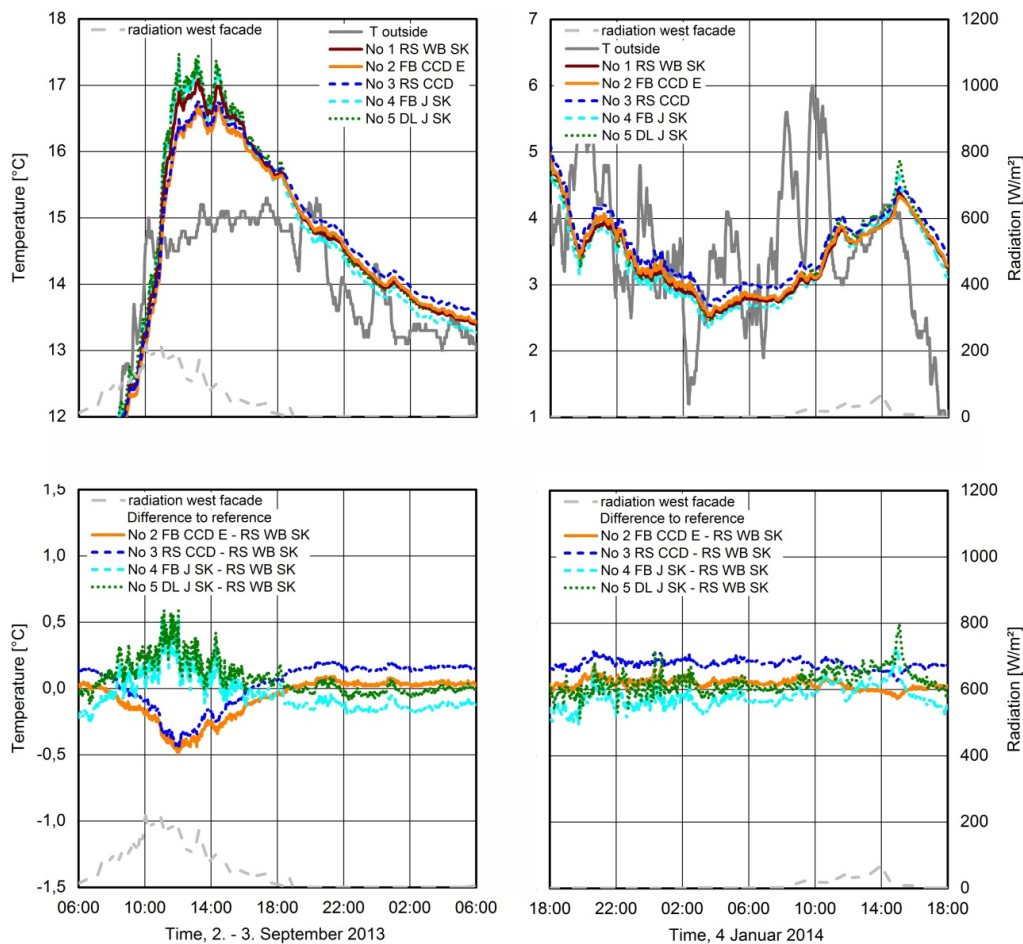 18
17
16
15
14
13
12
Temperature [°C]
radiation west facade
T outside
No 1 RS WB SK
No 2 FB CCD E
No 3 RS CCD
No 4 FB J SK
No 5 DL J SK
7
6
5
4
3
2
1
radiation west facade
T outside
No 1 RS WB SK
No 2 FB CCD E
No 3 RS CCD
No 4 FB J SK
No 5 DL J SK
1200
1000
800
600
400
200
0
Radiation [W/m²]
1,5
1,0
0,5
0,0
-0,5
-1,0
-1,5
Temperature [°C]
radiation west facade
Difference to reference
No 2 FB CCD E - RS WB SK
No 3 RS CCD - RS WB SK
No 4 FB J SK - RS WB SK
No 5 DL J SK - RS WB SK
06:00 10:00 14:00 18:00 22:00 02:00 06:00
Time, 2. - 3. September 2013
radiation west facade
Difference to reference
No 2 FB CCD E - RS WB SK
No 3 RS CCD - RS WB SK
No 4 FB J SK - RS WB SK
No 5 DL J SK - RS WB SK
1200
1000
800
600
400
200
0
Radiation [W/m²]
18:00 22:00 02:00 06:00 10:00 14:00 18:00
Time, 4 Januar 2014